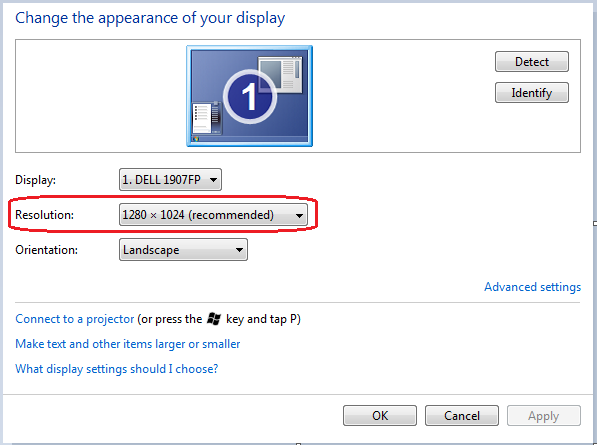 Change the appearance of your display
1
Detect
Identify
Display: 1. DELL 1907FP
Resolution: 1280 × 1024 (recommended)
Orientation: Landscape
Advanced settings
Connect to a projector (or press the key and tap P)
Make text and other items larger or smaller
What display settings should I choose?
OK Cancel Apply